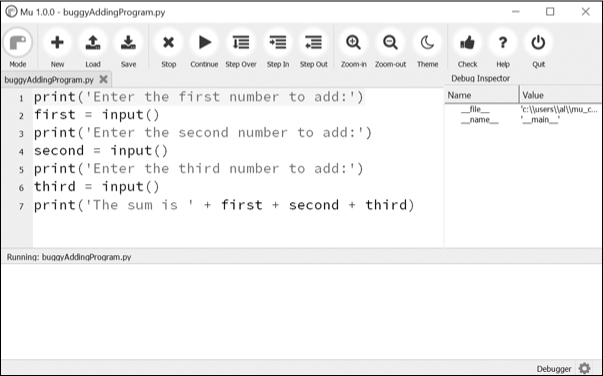 Mu 1.0.0 - buggyAddingProgram.py
Mode New Load Save Stop Continue Step Over Step In Step Out Zoom-in Zoom-out Theme Check Help Quit
buggyAddingProgram.py
1 print('Enter the first number to add:')
2 first = input()
3 print('Enter the second number to add:')
4 second = input()
5 print('Enter the third number to add:')
6 third = input()
7 print('The sum is ' + first + second + third)
Debug Inspector
Name Value
__file__ 'c:\\users\\al\\mu_c...
__name__ '__main__'
Running: buggyAddingProgram.py
Debugger